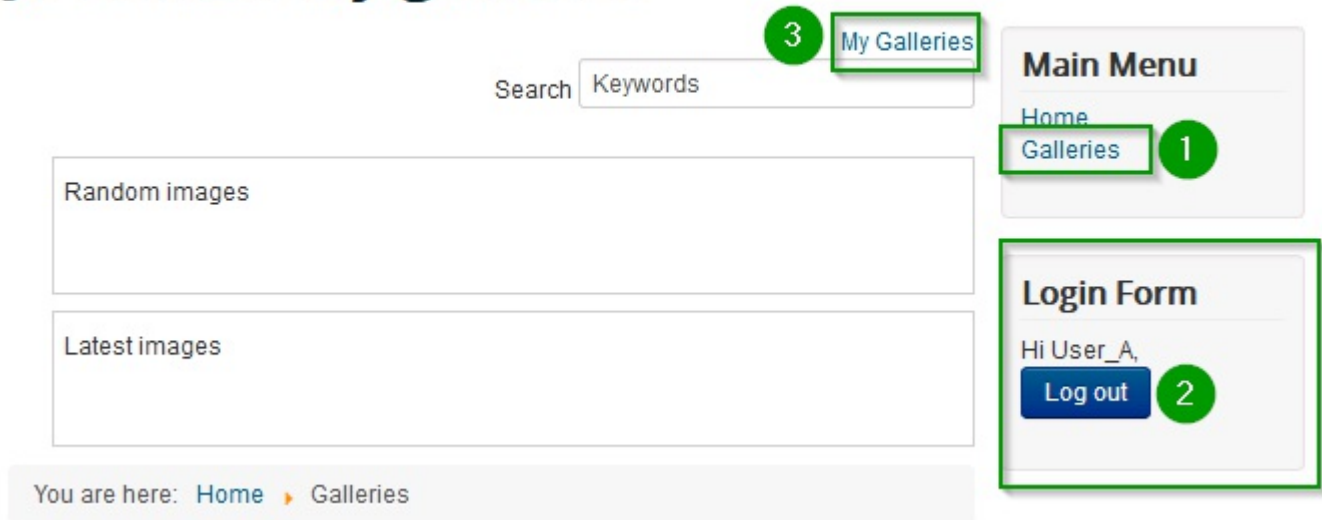 3 My Galleries
Search Keywords
Random images
Latest images
You are here: Home Galleries
Main Menu
Home
Galleries 1
Login Form
Hi User_A,
Log out 2